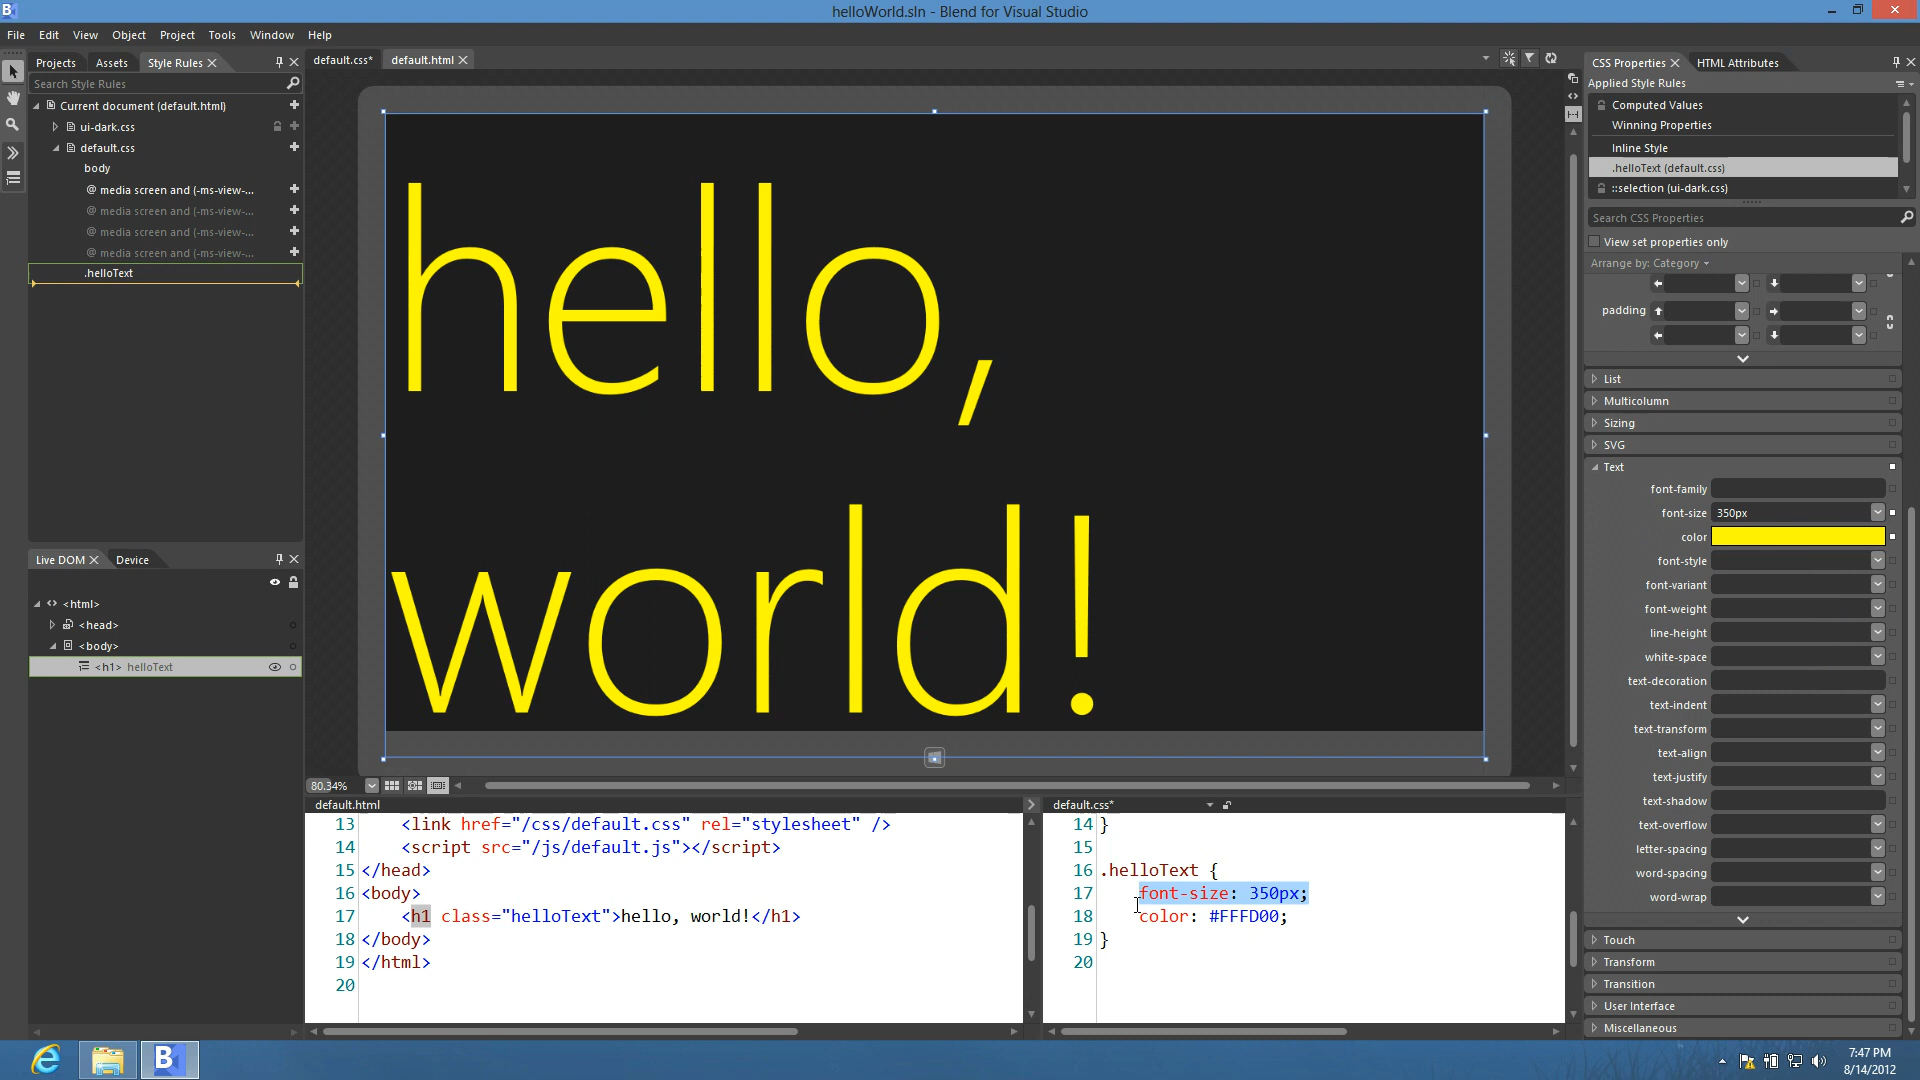 helloWorld.sln - Blend for Visual Studio
File Edit View Object Project Tools Window Help
Projects Assets Style Rules
Search Style Rules
Current document (default.html)
ui-dark.css
default.css
body
@ media screen and (-ms-view-...
@ media screen and (-ms-view-...
@ media screen and (-ms-view-...
@ media screen and (-ms-view-...
.helloText
Live DOM Device
<html>
<head>
<body>
<h1> helloText
default.css* default.html
hello,
world!
80.34%
default.html
13 <link href="/css/default.css" rel="stylesheet" />
14 <script src="/js/default.js"></script>
15 </head>
16 <body>
17 <h1 class="helloText">hello, world!</h1>
18 </body>
19 </html>
20
default.css*
14 }
15
16 .helloText {
17 font-size: 350px;
18 color: #FFFD00;
19 }
20
CSS Properties HTML Attributes
Applied Style Rules
Computed Values
Winning Properties
Inline Style
.helloText (default.css)
::selection (ui-dark.css)
Search CSS Properties
View set properties only
Arrange by: Category
padding
List
Multicolumn
Sizing
SVG
Text
font-family
font-size 350px
color
font-style
font-variant
font-weight
line-height
white-space
text-decoration
text-indent
text-transform
text-align
text-justify
text-shadow
text-overflow
letter-spacing
word-spacing
word-wrap
Touch
Transform
Transition
User Interface
Miscellaneous
7:47 PM
8/14/2012